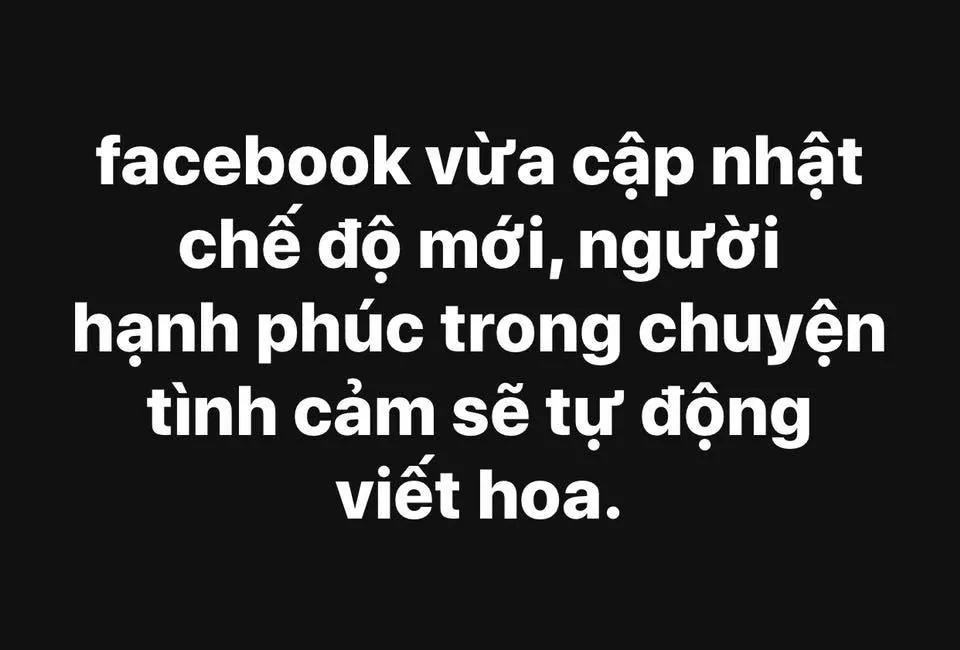 facebook vừa cập nhật
chế độ mới, người
hạnh phúc trong chuyện
tình cảm sẽ tự động
viết hoa.